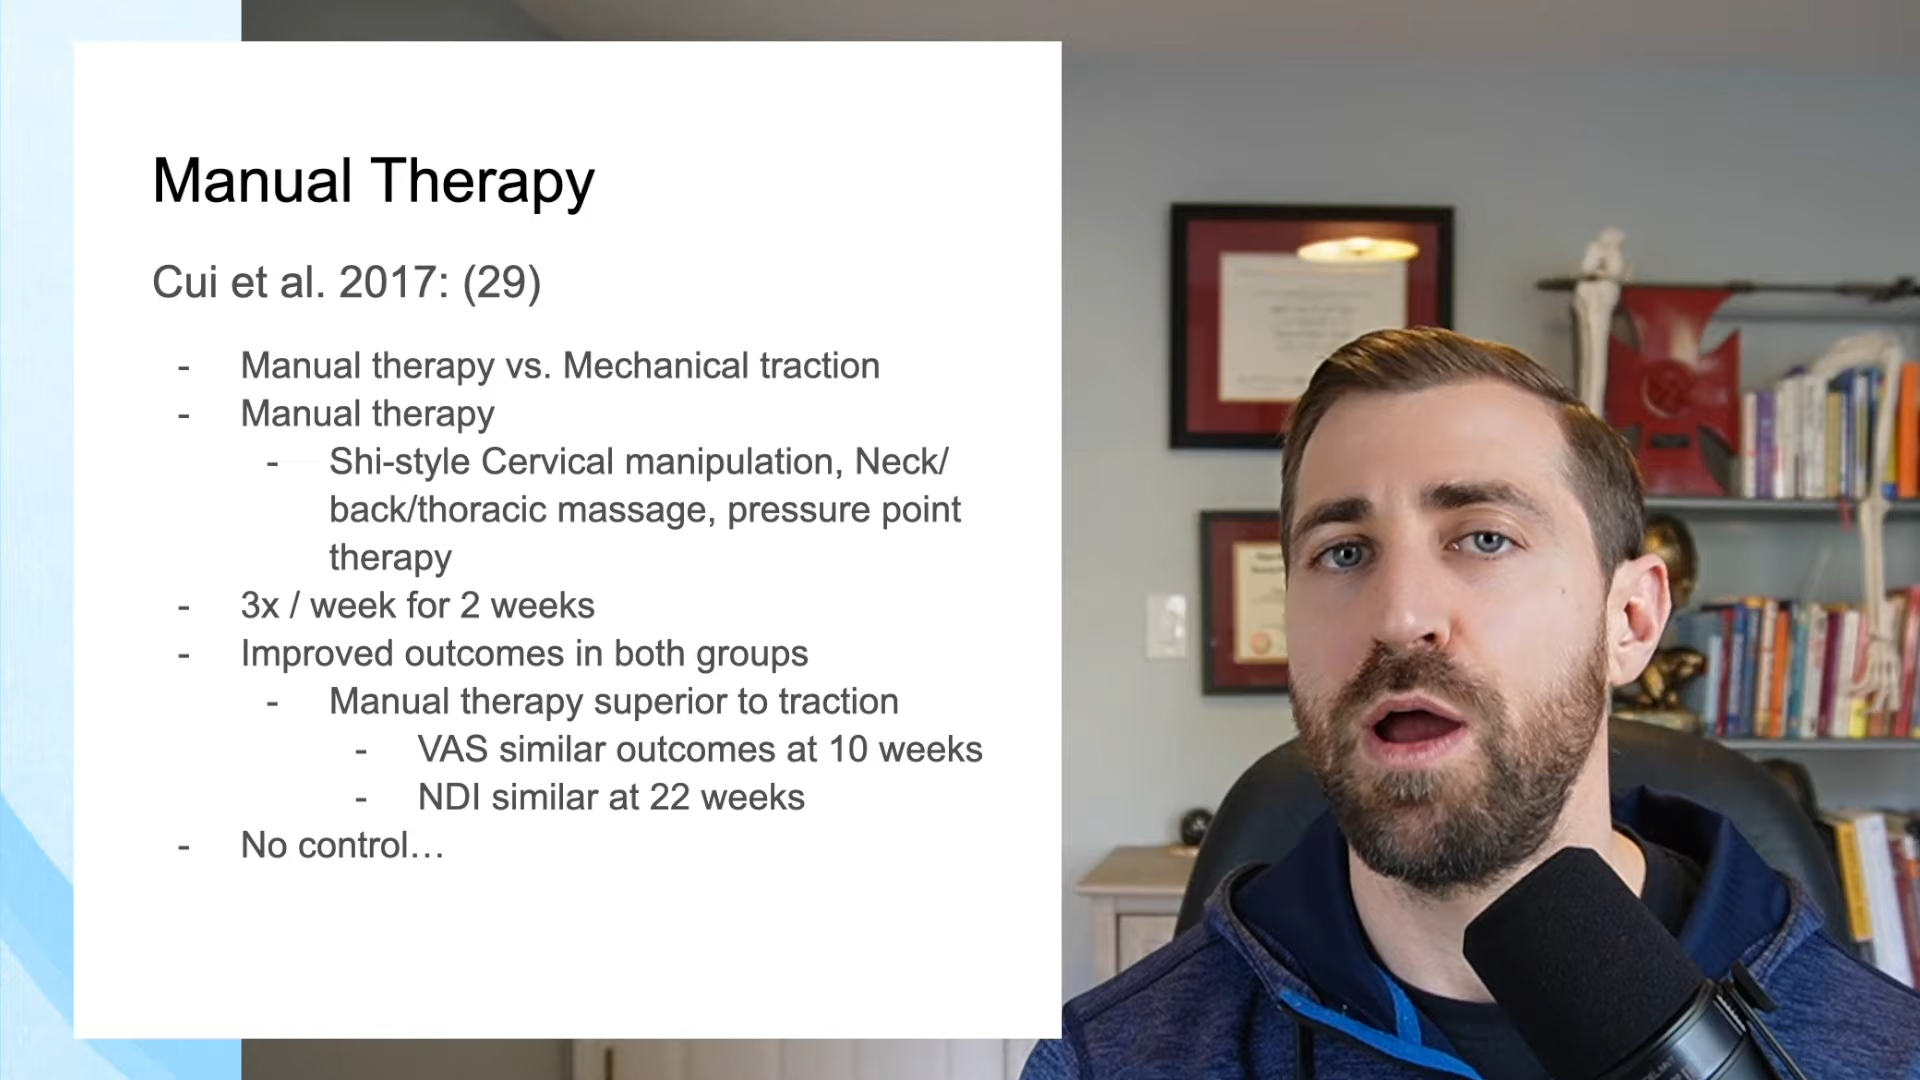 Manual Therapy
Cui et al. 2017: (29)
- Manual therapy vs. Mechanical traction
- Manual therapy
- Shi-style Cervical manipulation, Neck/
back/thoracic massage, pressure point
therapy
- 3x / week for 2 weeks
- Improved outcomes in both groups
- Manual therapy superior to traction
- VAS similar outcomes at 10 weeks
- NDI similar at 22 weeks
- No control…